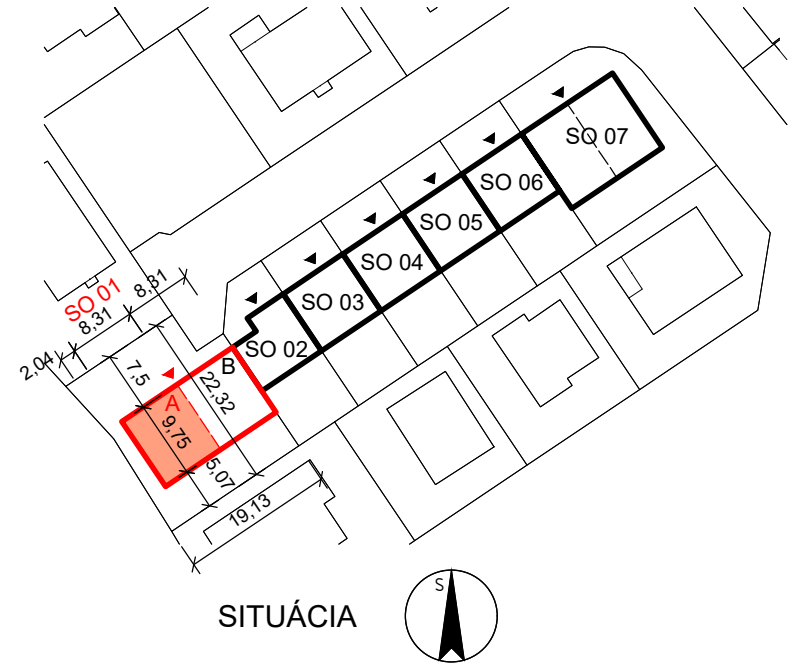 SO 07
SO 06
SO 05
SO 04
SO 03
SO 02
SO 01
8,31
8,31
2,04
7,5
22,32
B
A
9,75
5,07
19,13
SITUÁCIA
S